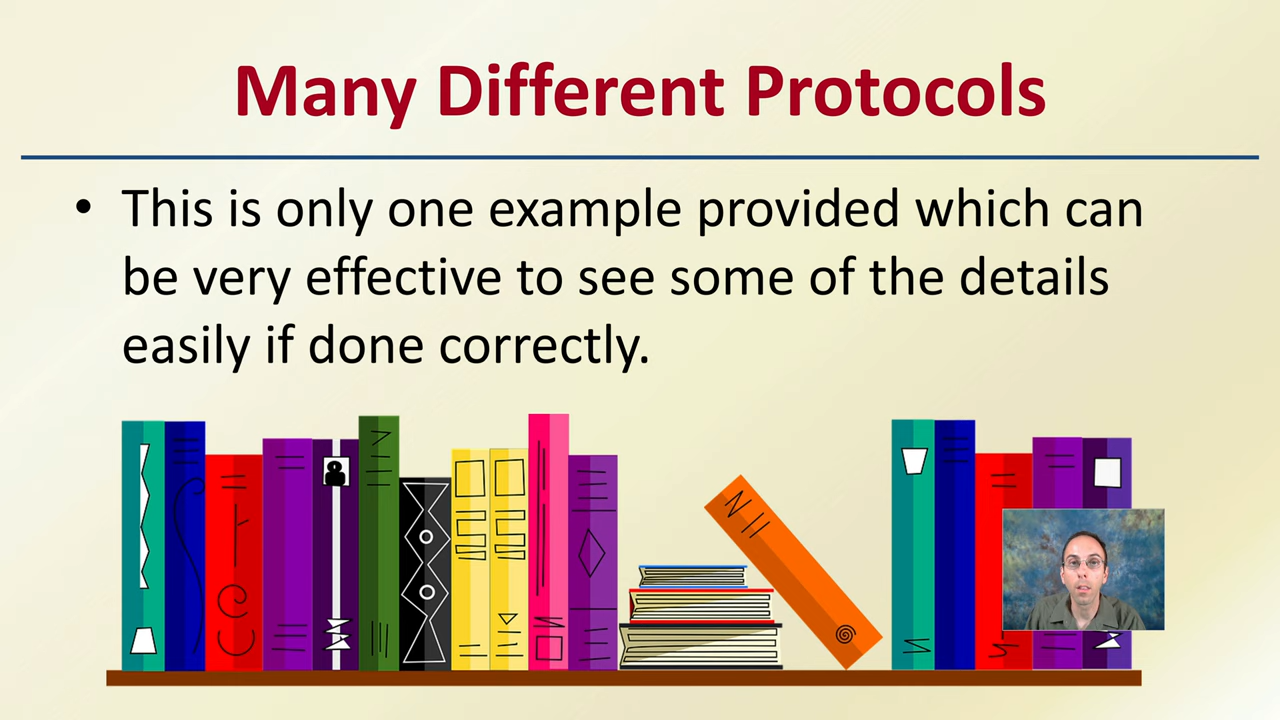 Many Different Protocols
• This is only one example provided which can
be very effective to see some of the details
easily if done correctly.